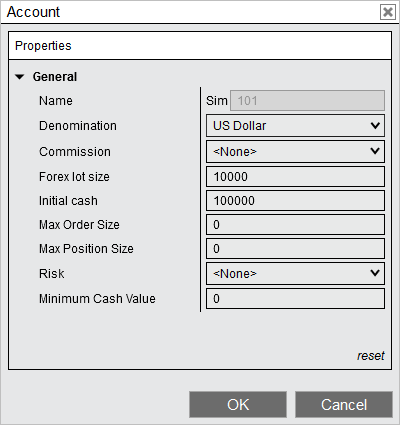 Account
Properties
General
Name Sim 101
Denomination US Dollar
Commission <None>
Forex lot size 10000
Initial cash 100000
Max Order Size 0
Max Position Size 0
Risk <None>
Minimum Cash Value 0
reset
OK Cancel